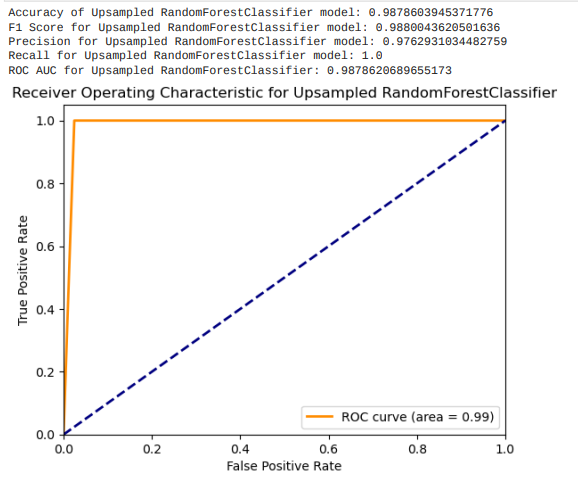 Accuracy of Upsampled RandomForestClassifier model: 0.9878603945371776
F1 Score for Upsampled RandomForestClassifier model: 0.9880043620501636
Precision for Upsampled RandomForestClassifier model: 0.9762931034482759
Recall for Upsampled RandomForestClassifier model: 1.0
ROC AUC for Upsampled RandomForestClassifier: 0.9878620689655173
Receiver Operating Characteristic for Upsampled RandomForestClassifier
True Positive Rate
1.0
0.8
0.6
0.4
0.2
0.0
ROC curve (area = 0.99)
0.0 0.2 0.4 0.6 0.8 1.0
False Positive Rate